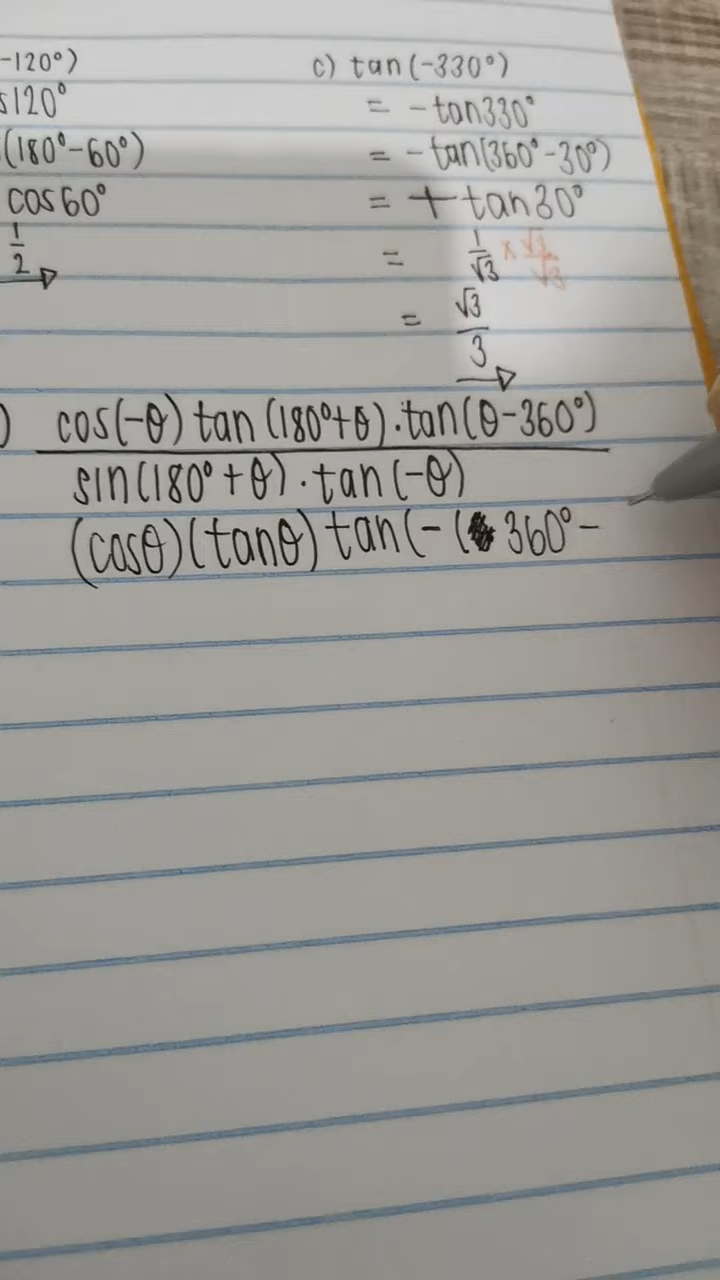 -120°)
s120°
(180°-60°)
cos60°
1
2
c) tan(-330°)
= -tan330°
= -tan(360°-30°)
= +tan30°
= 1/√3 × √3/√3
= √3/3
) cos(-θ) tan(180°+θ).tan(θ-360°)
sin(180°+θ).tan(-θ)
(cosθ)(tanθ) tan(-( 360°-